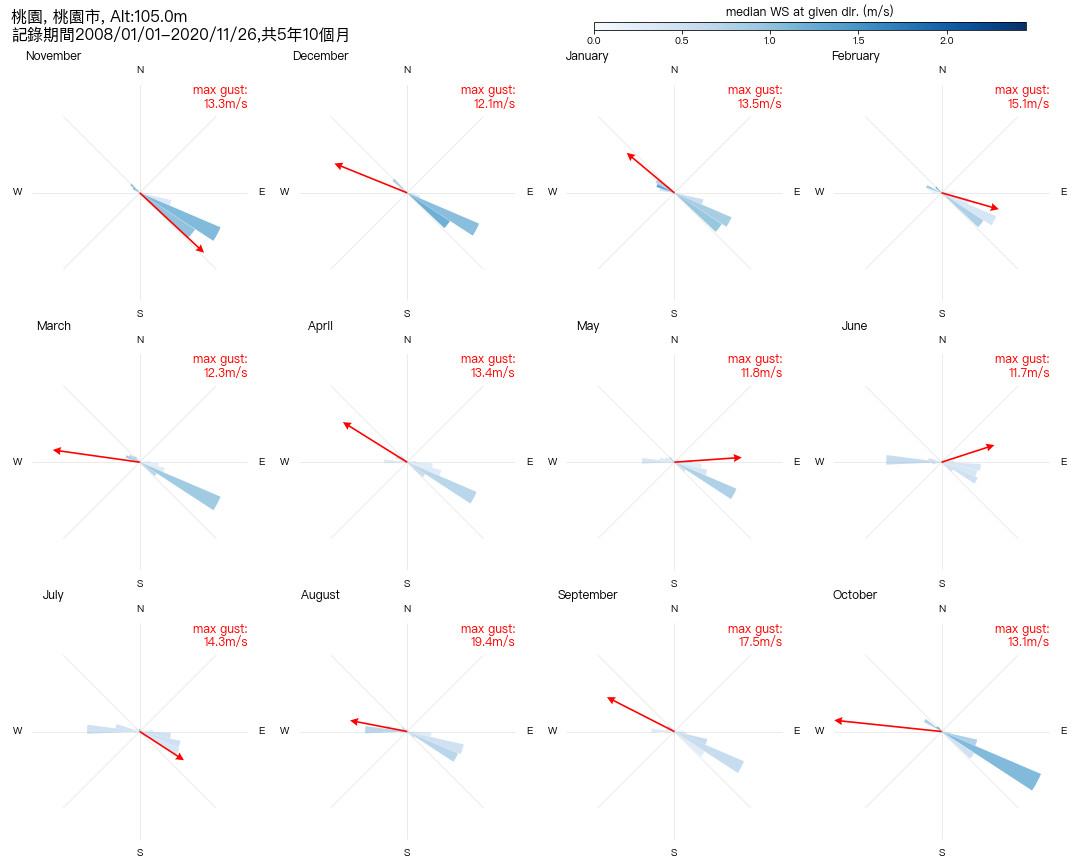 桃園, 桃園市, Alt:105.0m
記錄期間2008/01/01−2020/11/26,共5年10個月
median WS at given dir. (m/s)
0.0 0.5 1.0 1.5 2.0
November
N
max gust:
13.3m/s
W E
S
December
N
max gust:
12.1m/s
W E
S
January
N
max gust:
13.5m/s
W E
S
February
N
max gust:
15.1m/s
W E
S
March
N
max gust:
12.3m/s
W E
S
April
N
max gust:
13.4m/s
W E
S
May
N
max gust:
11.8m/s
W E
S
June
N
max gust:
11.7m/s
W E
S
July
N
max gust:
14.3m/s
W E
S
August
N
max gust:
19.4m/s
W E
S
September
N
max gust:
17.5m/s
W E
S
October
N
max gust:
13.1m/s
W E
S